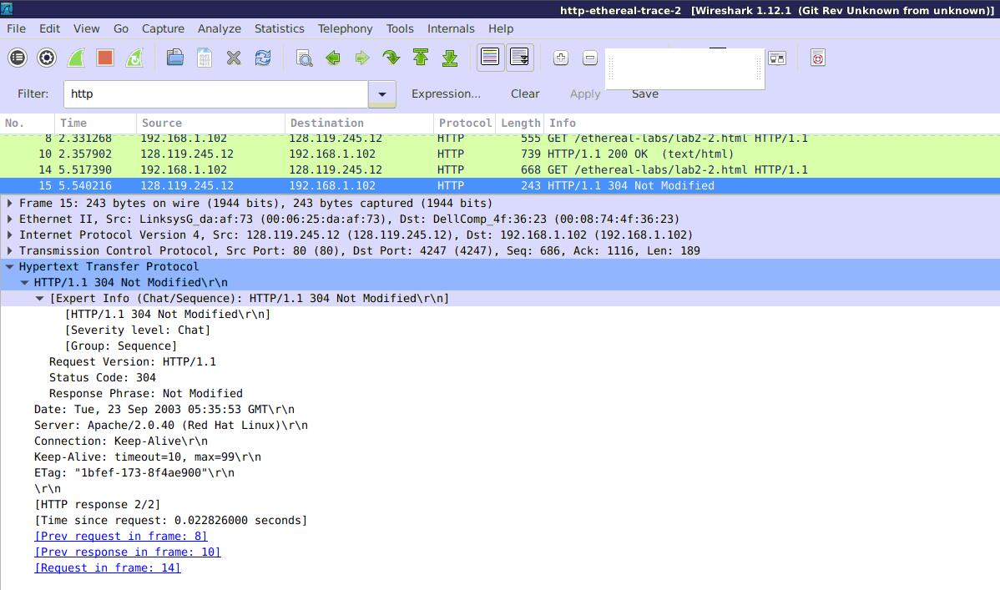 http-ethereal-trace-2 [Wireshark 1.12.1 (Git Rev Unknown from unknown)]
File Edit View Go Capture Analyze Statistics Telephony Tools Internals Help
Filter: http Expression... Clear Apply Save
No. Time Source Destination Protocol Length Info
8 2.331268 192.168.1.102 128.119.245.12 HTTP 555 GET /ethereal-labs/lab2-2.html HTTP/1.1
10 2.357902 128.119.245.12 192.168.1.102 HTTP 739 HTTP/1.1 200 OK (text/html)
14 5.517390 192.168.1.102 128.119.245.12 HTTP 668 GET /ethereal-labs/lab2-2.html HTTP/1.1
15 5.540216 128.119.245.12 192.168.1.102 HTTP 243 HTTP/1.1 304 Not Modified
Frame 15: 243 bytes on wire (1944 bits), 243 bytes captured (1944 bits)
Ethernet II, Src: LinksysG_da:af:73 (00:06:25:da:af:73), Dst: DellComp_4f:36:23 (00:08:74:4f:36:23)
Internet Protocol Version 4, Src: 128.119.245.12 (128.119.245.12), Dst: 192.168.1.102 (192.168.1.102)
Transmission Control Protocol, Src Port: 80 (80), Dst Port: 4247 (4247), Seq: 686, Ack: 1116, Len: 189
Hypertext Transfer Protocol
HTTP/1.1 304 Not Modified\r\n
[Expert Info (Chat/Sequence): HTTP/1.1 304 Not Modified\r\n]
[HTTP/1.1 304 Not Modified\r\n]
[Severity level: Chat]
[Group: Sequence]
Request Version: HTTP/1.1
Status Code: 304
Response Phrase: Not Modified
Date: Tue, 23 Sep 2003 05:35:53 GMT\r\n
Server: Apache/2.0.40 (Red Hat Linux)\r\n
Connection: Keep-Alive\r\n
Keep-Alive: timeout=10, max=99\r\n
ETag: "1bfef-173-8f4ae900"\r\n
\r\n
[HTTP response 2/2]
[Time since request: 0.022826000 seconds]
[Prev request in frame: 8]
[Prev response in frame: 10]
[Request in frame: 14]